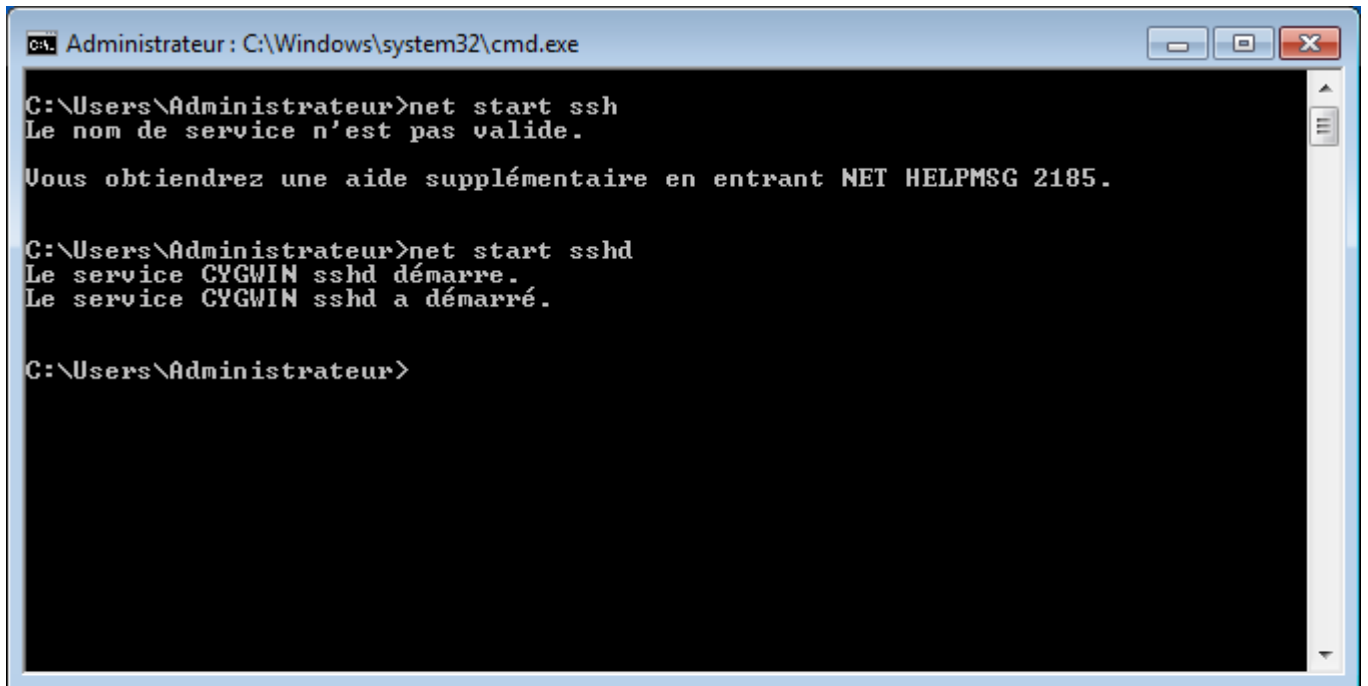 Administrateur : C:\Windows\system32\cmd.exe
C:\Users\Administrateur>net start ssh
Le nom de service n'est pas valide.
Vous obtiendrez une aide supplémentaire en entrant NET HELPMSG 2185.
C:\Users\Administrateur>net start sshd
Le service CYGWIN sshd démarre.
Le service CYGWIN sshd a démarré.
C:\Users\Administrateur>